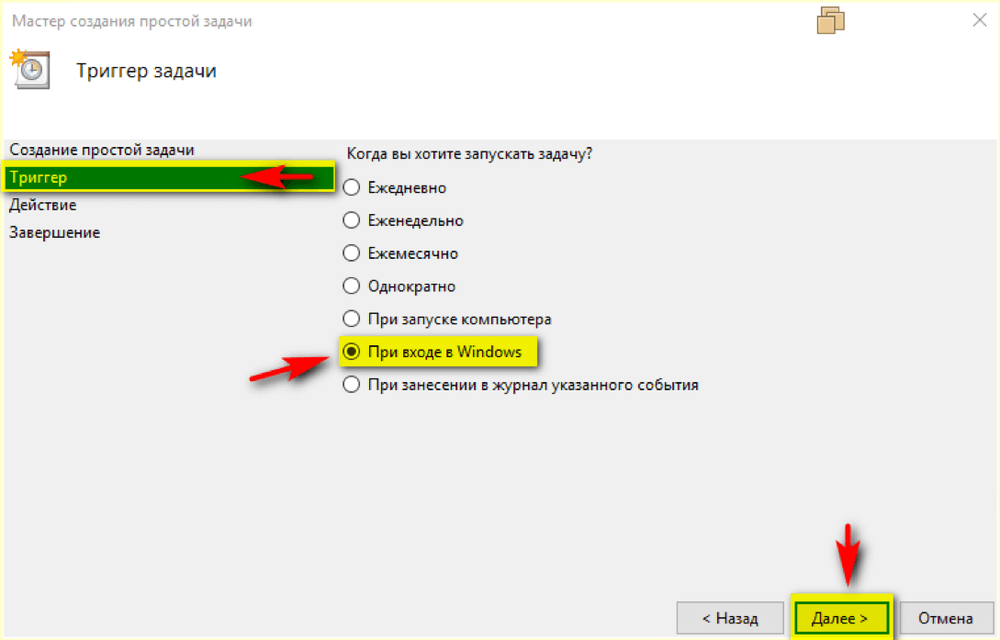 Мастер создания простой задачи
Триггер задачи
Создание простой задачи
Триггер
Действие
Завершение
Когда вы хотите запускать задачу?
Ежедневно
Еженедельно
Ежемесячно
Однократно
При запуске компьютера
При входе в Windows
При занесении в журнал указанного события
< Назад
Далее >
Отмена